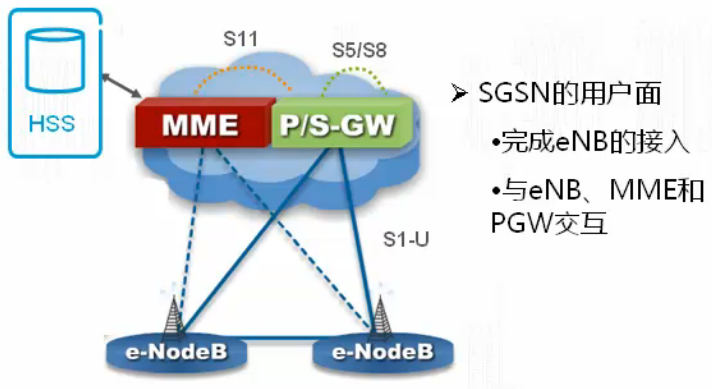 S11
S5/S8
HSS
MME
P/S-GW
➢ SGSN的用户面
•完成eNB的接入
•与eNB、MME和
PGW交互
S1-U
e-NodeB
e-NodeB